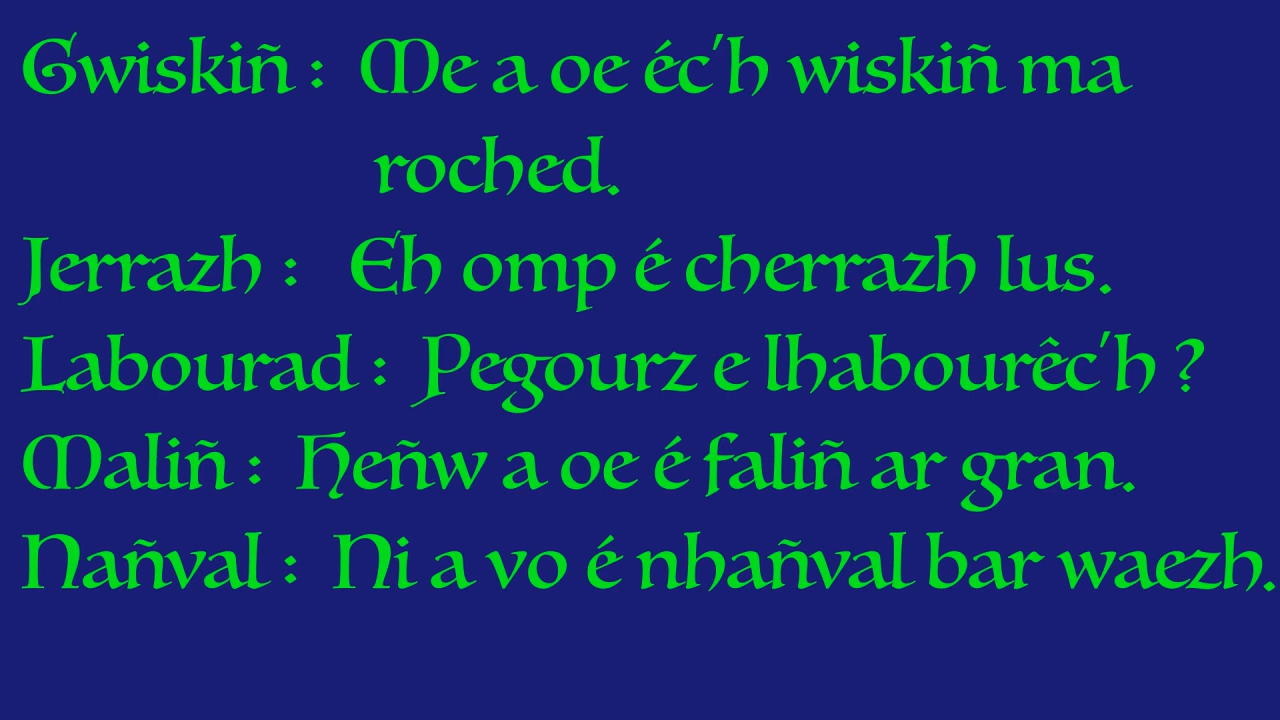 Gwiskiñ : Me a oe éc'h wiskiñ ma
roched.
Jerrazh : Eh omp é cherrazh lus.
Labourad : Pegourz e lhabourêc'h ?
Maliñ : Heñw a oe é faliñ ar gran.
Nañval : Ni a vo é nhañval bar waezh.